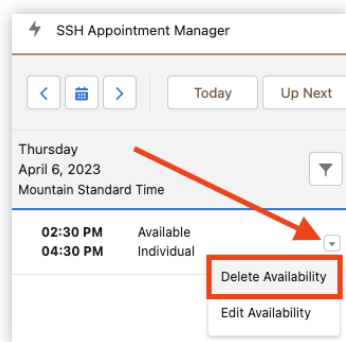 SSH Appointment Manager
Today
Up Next
Thursday
April 6, 2023
Mountain Standard Time
02:30 PM Available
04:30 PM Individual
Delete Availability
Edit Availability